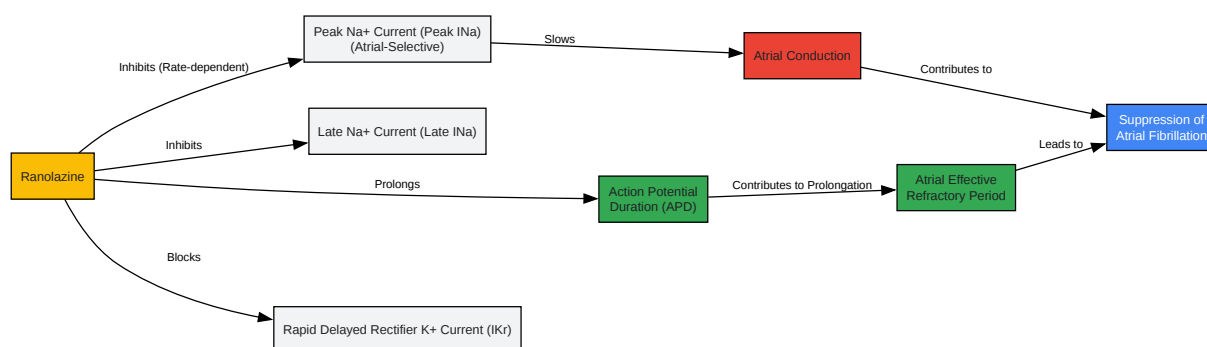 Peak Na+ Current (Peak INa)
(Atrial-Selective)
Slows
Atrial Conduction
Inhibits (Rate-dependent)
Contributes to
Late Na+ Current (Late INa)
Suppression of
Atrial Fibrillation
Inhibits
Leads to
Ranolazine
Prolongs
Action Potential
Duration (APD)
Contributes to Prolongation
Atrial Effective
Refractory Period
Blocks
Rapid Delayed Rectifier K+ Current (IKr)